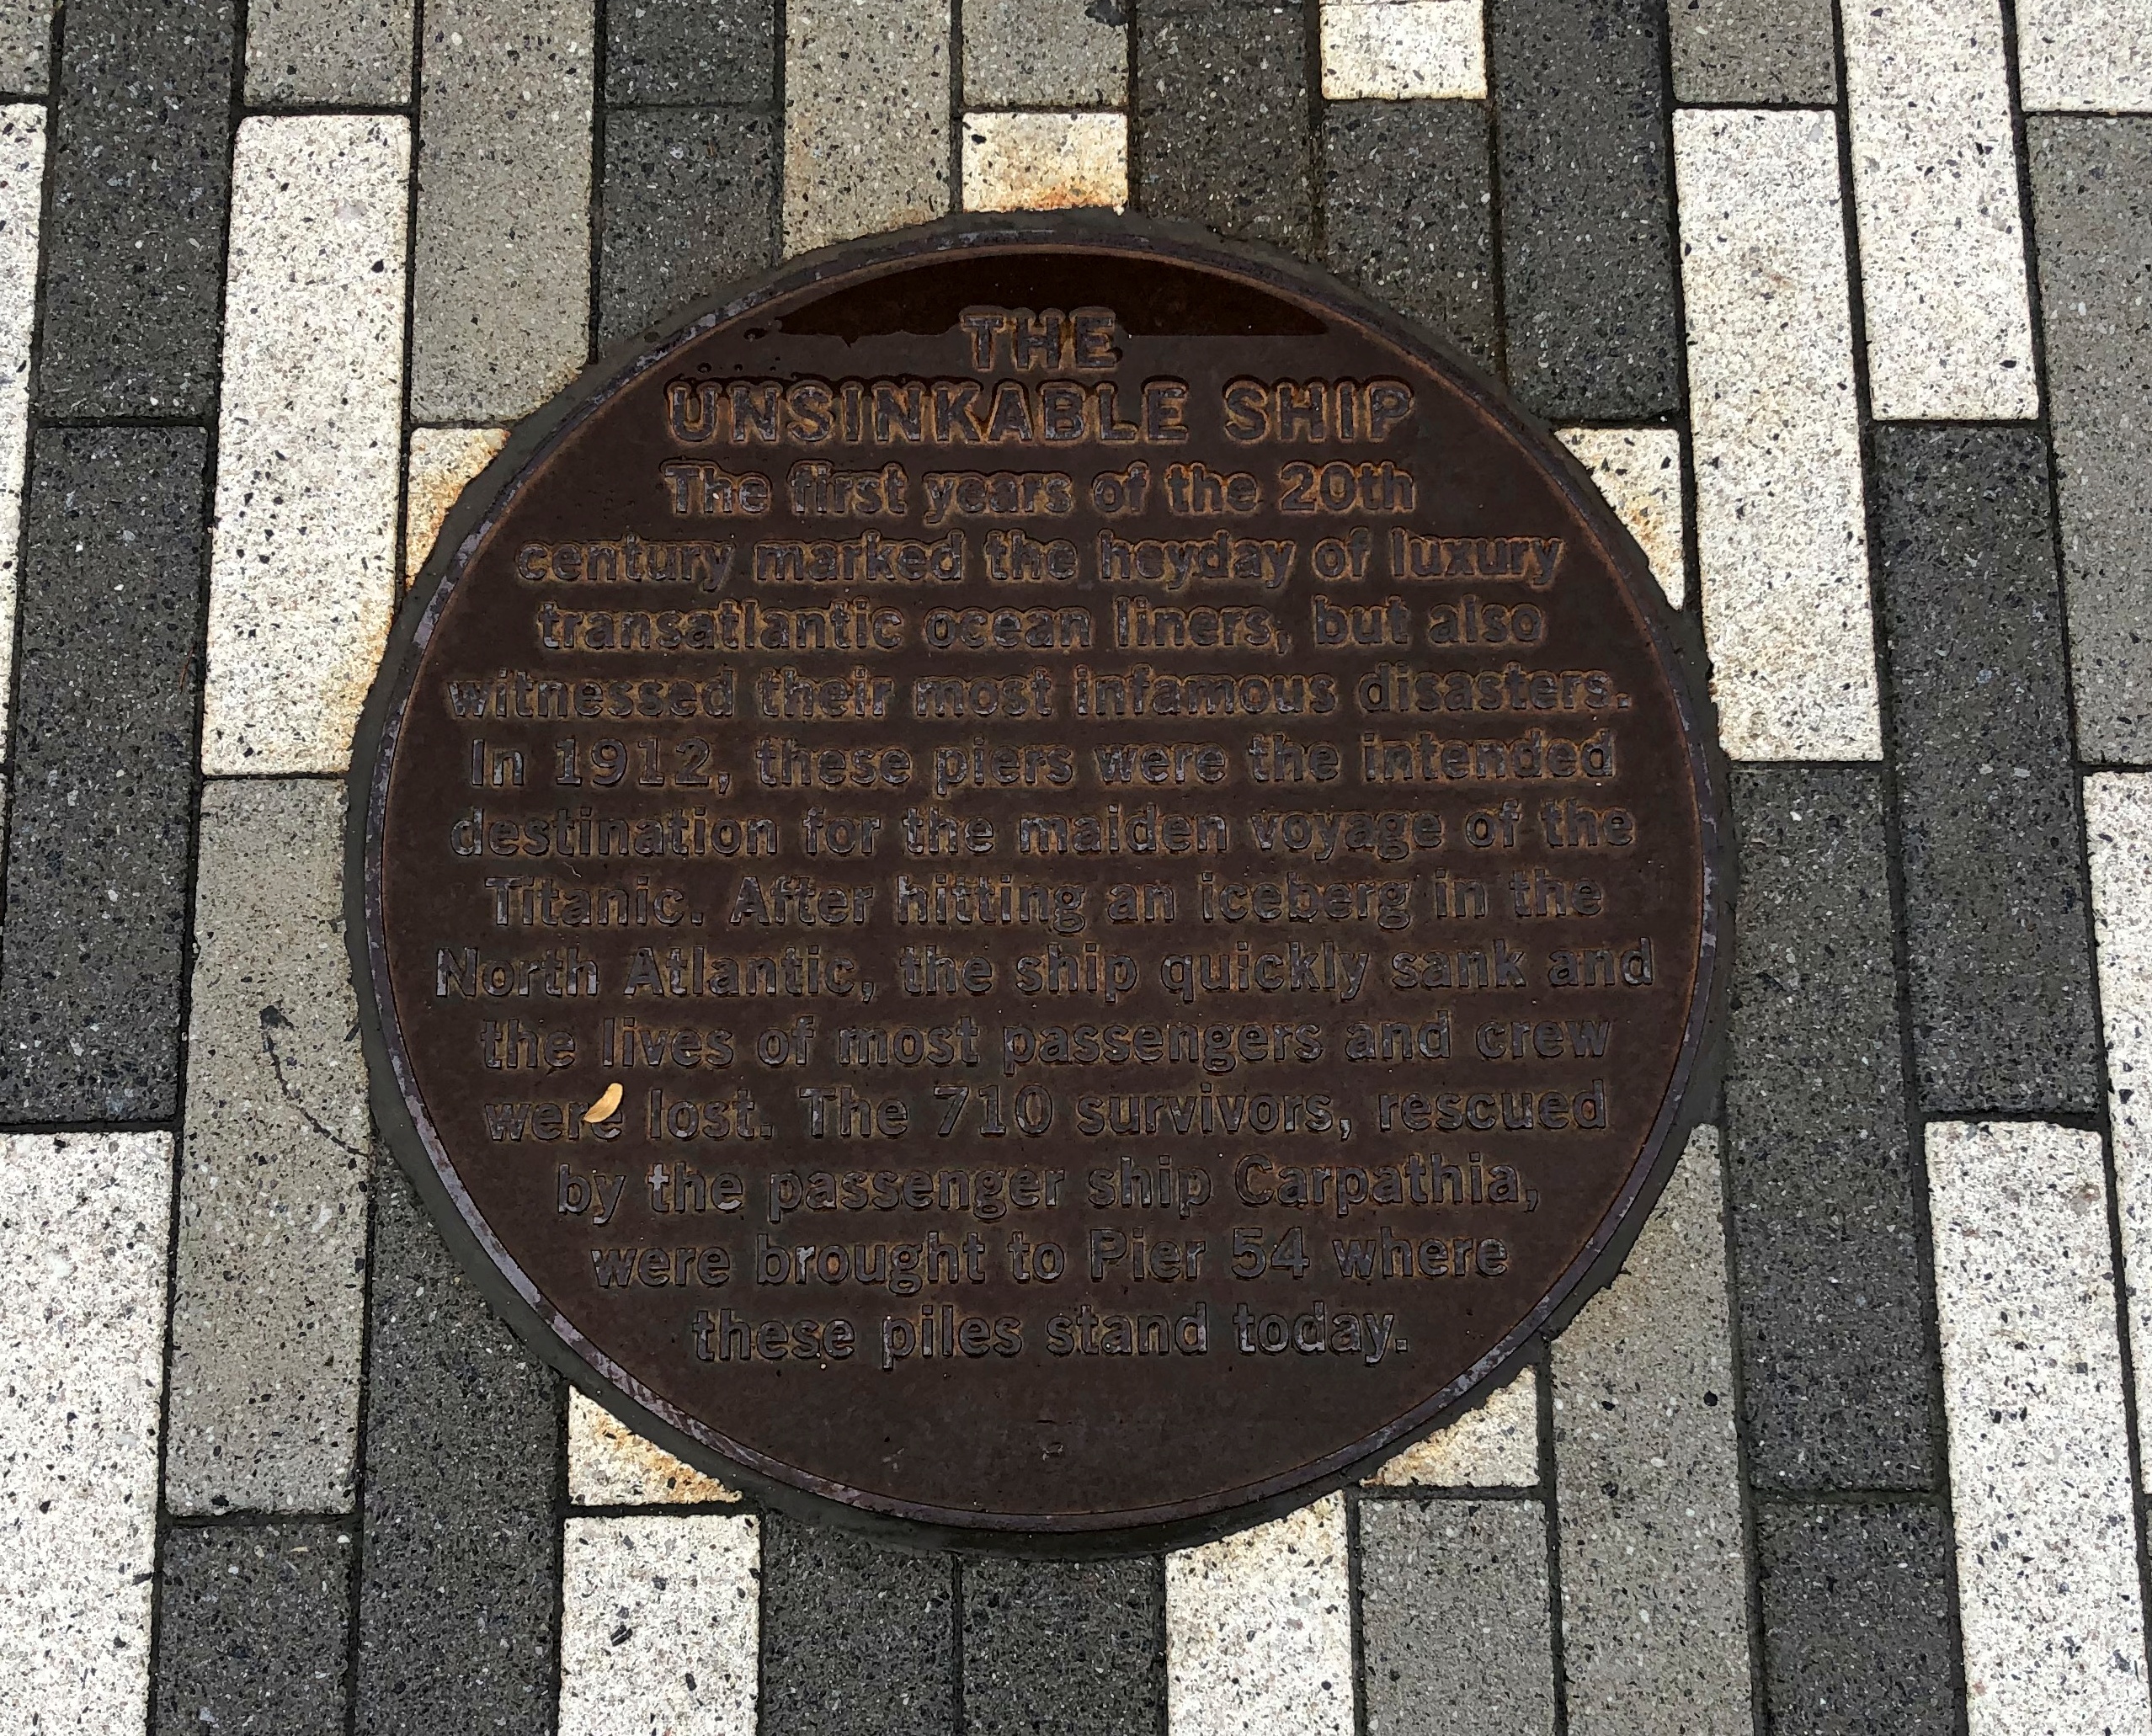 THE
UNSINKABLE SHIP
The first years of the 20th
century marked the heyday of luxury
transatlantic ocean liners, but also
witnessed their most infamous disasters.
In 1912, these piers were the intended
destination for the maiden voyage of the
Titanic. After hitting an iceberg in the
North Atlantic, the ship quickly sank and
the lives of most passengers and crew
were lost. The 710 survivors, rescued
by the passenger ship Carpathia,
were brought to Pier 54 where
these piles stand today.